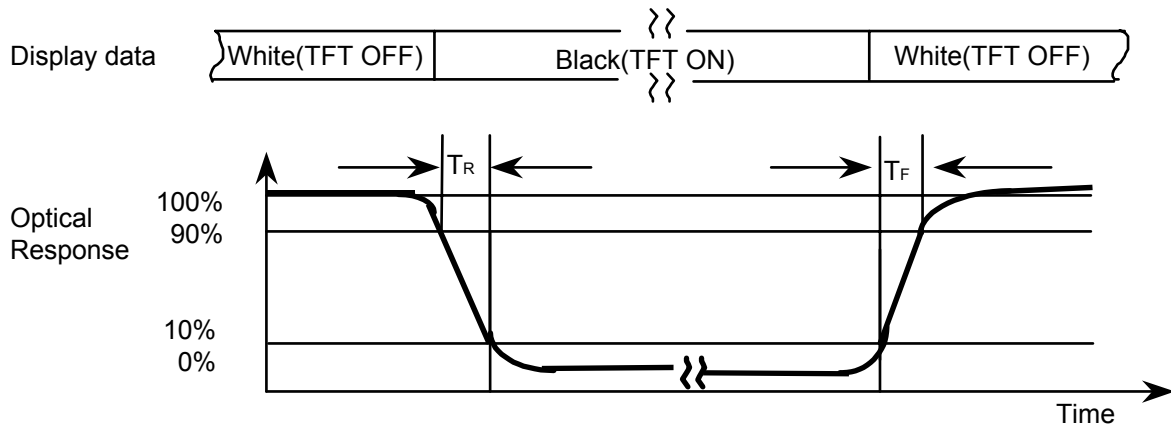 Display data
White(TFT OFF)
Black(TFT ON)
White(TFT OFF)
TR
TF
Optical
Response
100%
90%
10%
0%
Time